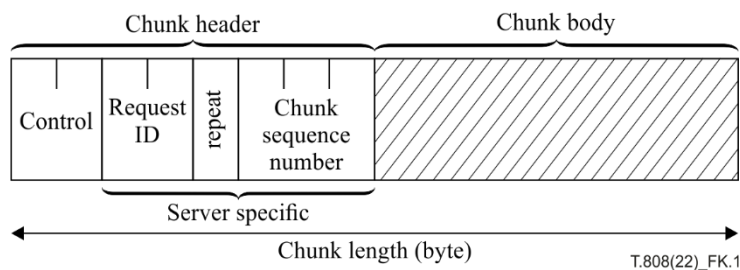 Chunk header
Chunk body
Control
Request
ID
repeat
Chunk
sequence
number
Server specific
Chunk length (byte)
T.808(22)_FK.1